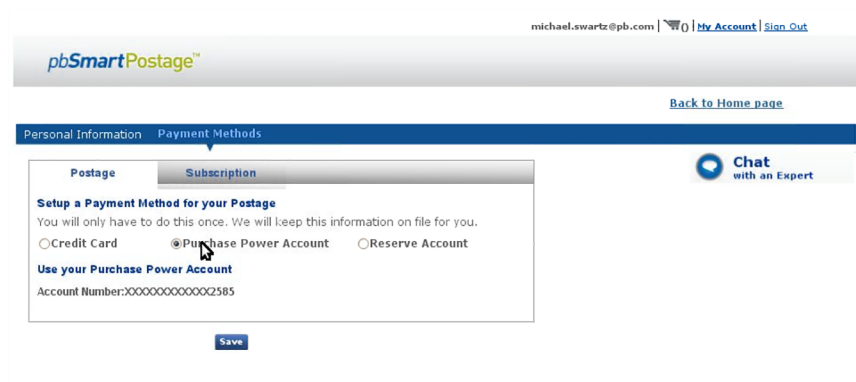 michael.swartz@pb.com | () | My Account | Sign Out
pbSmartPostage™
Back to Home page
Personal Information Payment Methods
Chat
with an Expert
Postage Subscription
Setup a Payment Method for your Postage
You will only have to do this once. We will keep this information on file for you.
Credit Card Purchase Power Account Reserve Account
Use your Purchase Power Account
Account Number:XXXXXXXXXXXX2585
Save